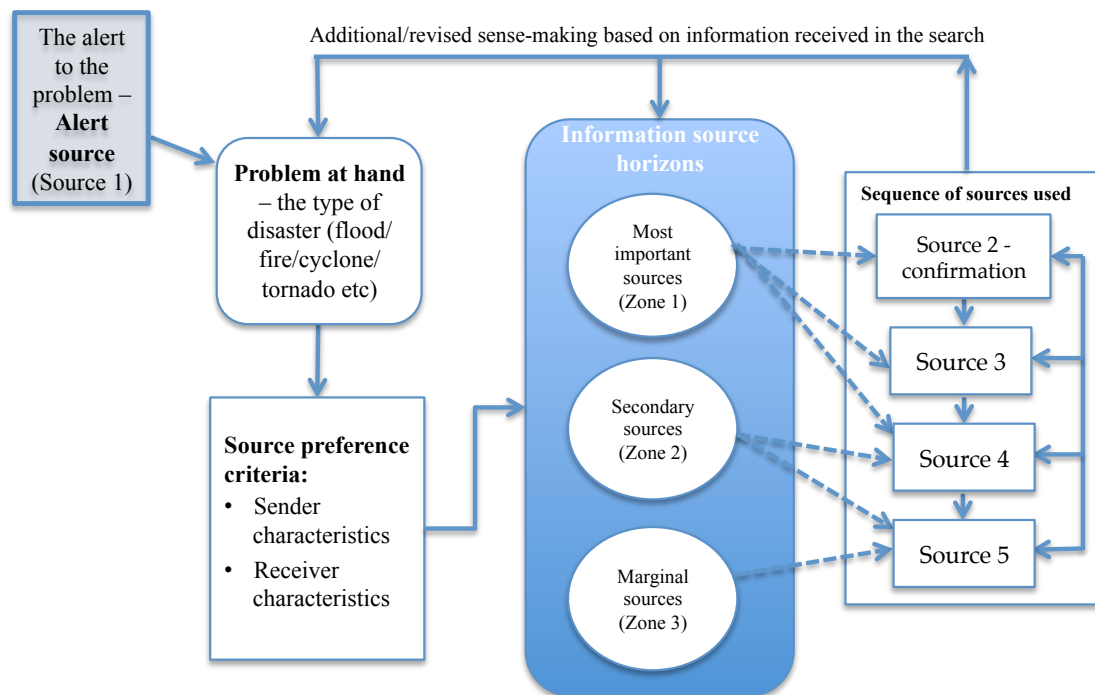 The alert
to the
problem –
Alert
source
(Source 1)
Additional/revised sense-making based on information received in the search
Problem at hand
– the type of
disaster (flood/
fire/cyclone/
tornado etc)
Source preference
criteria:
• Sender
characteristics
• Receiver
characteristics
Information source
horizons
Most
important
sources
(Zone 1)
Secondary
sources
(Zone 2)
Marginal
sources
(Zone 3)
Sequence of sources used
Source 2 -
confirmation
Source 3
Source 4
Source 5